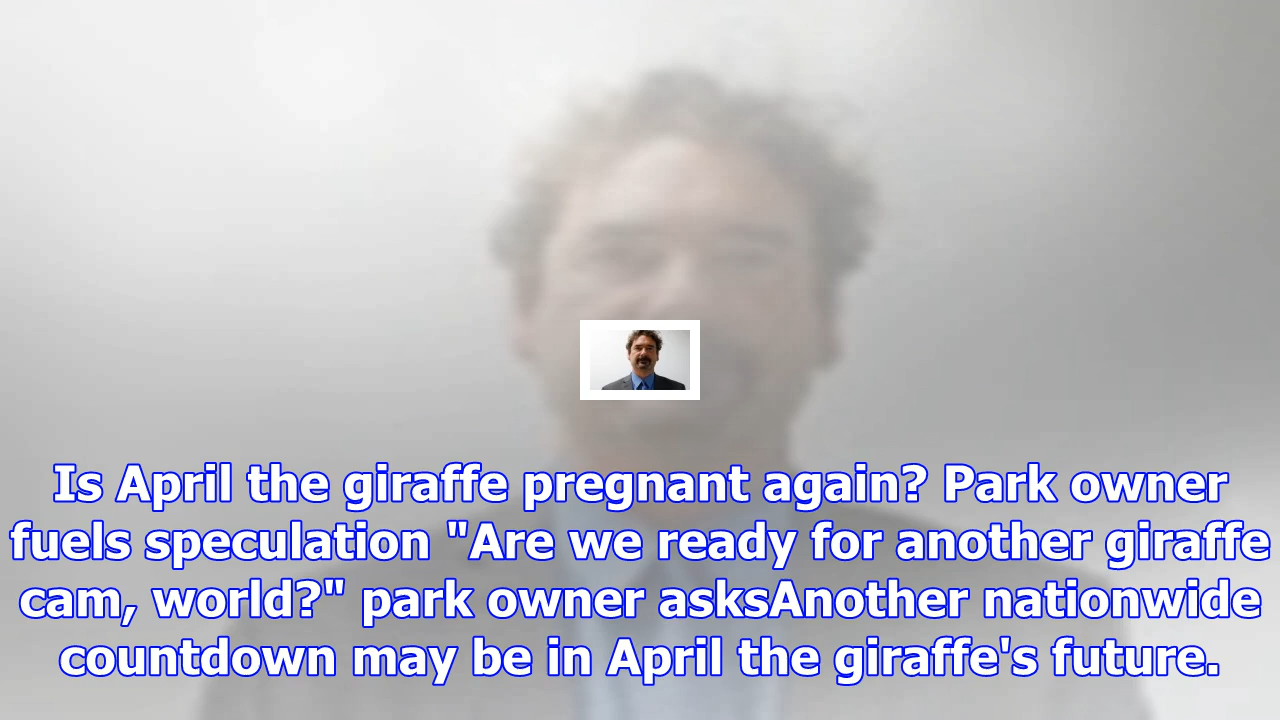 Is April the giraffe pregnant again? Park owner
fuels speculation "Are we ready for another giraffe
cam, world?" park owner asksAnother nationwide
countdown may be in April the giraffe's future.